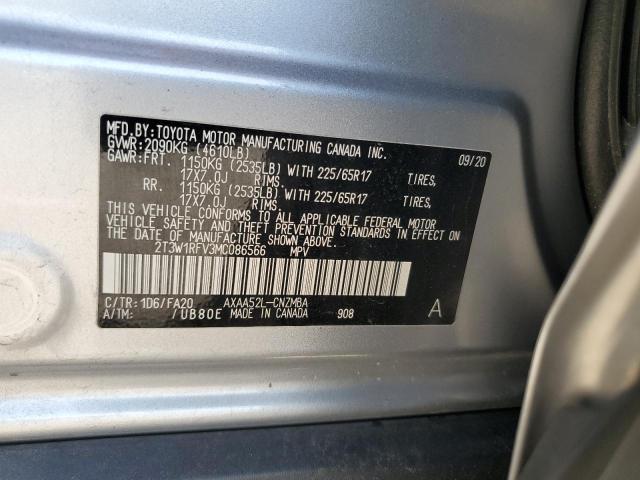 MFD.BY:TOYOTA MOTOR MANUFACTURING CANADA INC.
GVWR:2090KG (4610LB) 09/20
GAWR:FRT. 1150KG (2535LB) WITH 225/65R17 TIRES,
17X7.0J RIMS,
RR. 1150KG (2535LB) WITH 225/65R17 TIRES,
17X7.0J RIMS.
THIS VEHICLE CONFORMS TO ALL APPLICABLE FEDERAL MOTOR
VEHICLE SAFETY AND THEFT PREVENTION STANDARDS IN EFFECT
ON THE DATE OF MANUFACTURE SHOWN ABOVE.
2T3W1RFV3MC086566 MPV
C/TR:1D6/FA20 AXAA52L-CNZMBA A
A/TM: /UB80E MADE IN CANADA 908